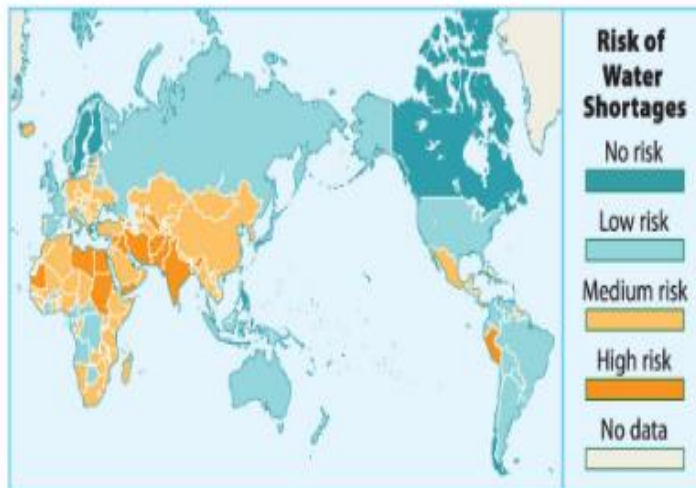 Risk of
Water
Shortages
No risk
Low risk
Medium risk
High risk
No data